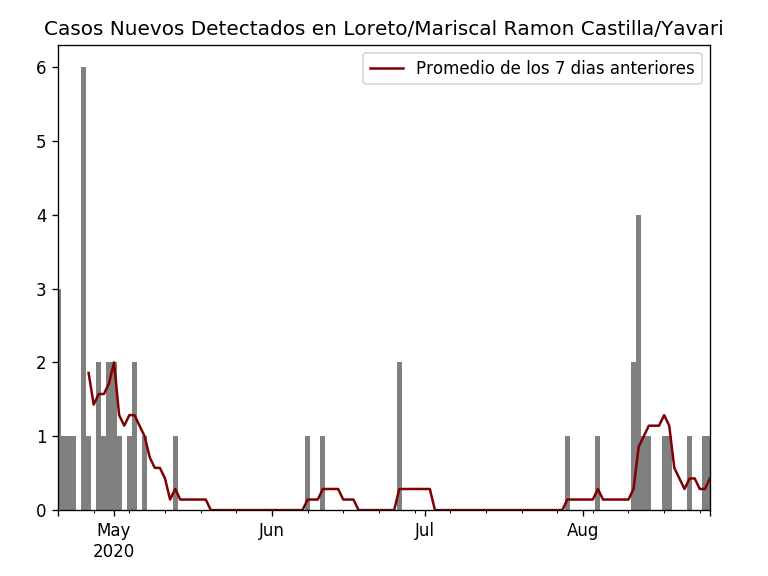 Casos Nuevos Detectados en Loreto/Mariscal Ramon Castilla/Yavari
Promedio de los 7 dias anteriores
6
5
4
3
2
1
0
May Jun Jul Aug
2020